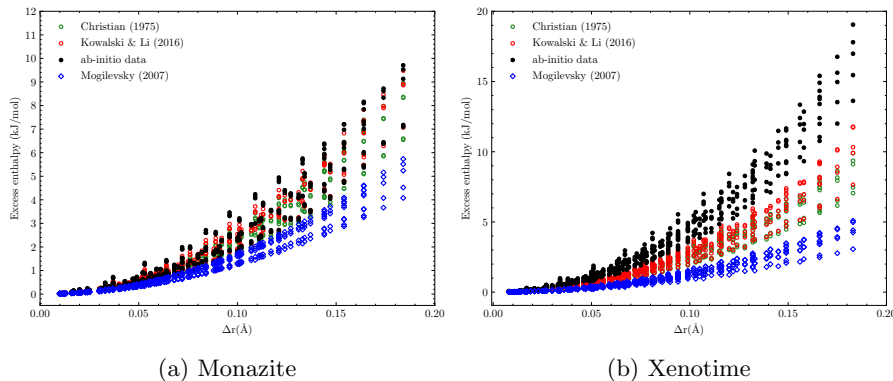 12
11
10
9
8
7
6
5
4
3
2
1
0
Excess enthalpy (kJ/mol)
Christian (1975)
Kowalski & Li (2016)
ab-initio data
Mogilevsky (2007)
0.00 0.05 0.10 0.15 0.20
Δr(Å)
(a) Monazite
20
15
10
5
0
Excess enthalpy (kJ/mol)
Christian (1975)
Kowalski & Li (2016)
ab-initio data
Mogilevsky (2007)
0.00 0.05 0.10 0.15 0.20
Δr(Å)
(b) Xenotime